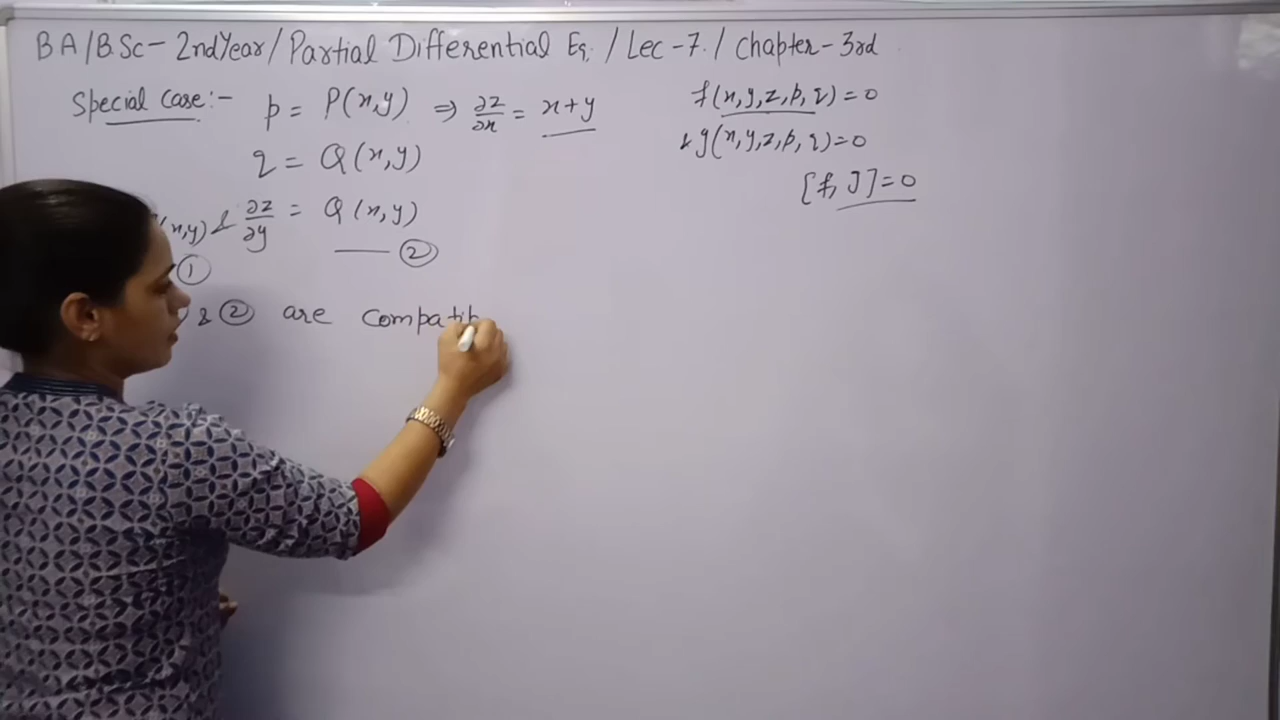 BA/BSc - 2nd Year / Partial Differential Eq. / Lec - 7. / Chapter - 3rd
Special Case :- p = P(x,y) ⇒ ∂z/∂x = x+y
q = Q(x,y)
(x,y) & ∂z/∂y = Q(x,y)
① —— ②
& ② are compatib
f(x,y,z,p,q)=0
& g(x,y,z,p,q)=0
[f, g]=0